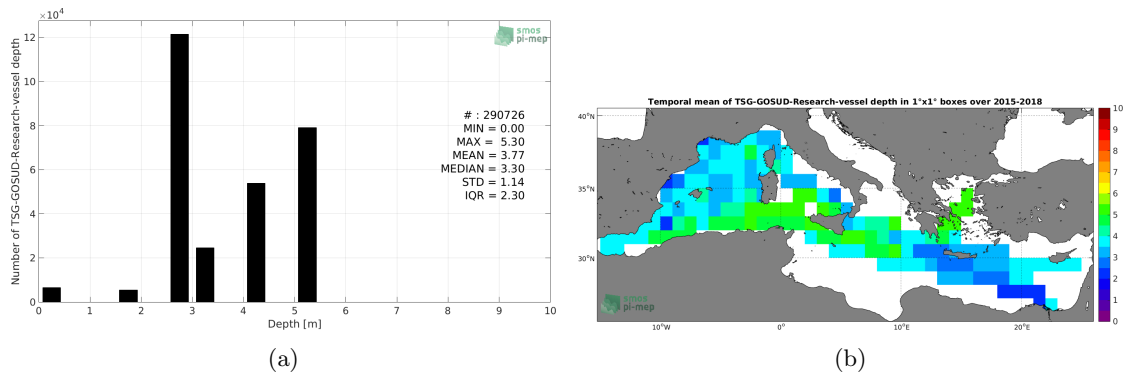 ×10⁴
12
10
8
6
4
2
0
0 1 2 3 4 5 6 7 8 9 10
Number of TSG-GOSUD-Research-vessel depth
Depth [m]
smos
pi-mep
# : 290726
MIN = 0.00
MAX = 5.30
MEAN = 3.77
MEDIAN = 3.30
STD = 1.14
IQR = 2.30
(a)
Temporal mean of TSG-GOSUD-Research-vessel depth in 1°x1° boxes over 2015-2018
40°N
35°N
30°N
10°W 0° 10°E 20°E
smos
pi-mep
10
9
8
7
6
5
4
3
2
1
0
(b)